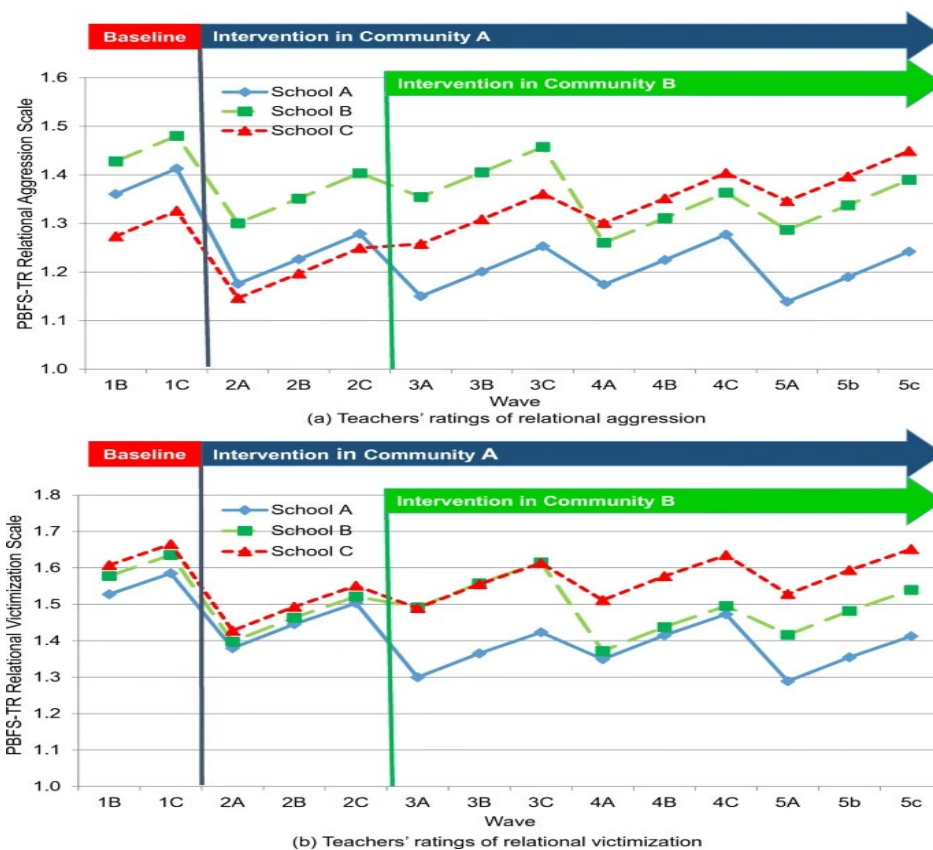 Baseline
Intervention in Community A
Intervention in Community B
School A
School B
School C
PBFS-TR Relational Aggression Scale
1.6
1.5
1.4
1.3
1.2
1.1
1.0
1B 1C 2A 2B 2C 3A 3B 3C 4A 4B 4C 5A 5b 5c
Wave
(a) Teachers' ratings of relational aggression
Baseline
Intervention in Community A
Intervention in Community B
School A
School B
School C
PBFS-TR Relational Victimization Scale
1.8
1.7
1.6
1.5
1.4
1.3
1.2
1.1
1.0
1B 1C 2A 2B 2C 3A 3B 3C 4A 4B 4C 5A 5b 5c
Wave
(b) Teachers' ratings of relational victimization